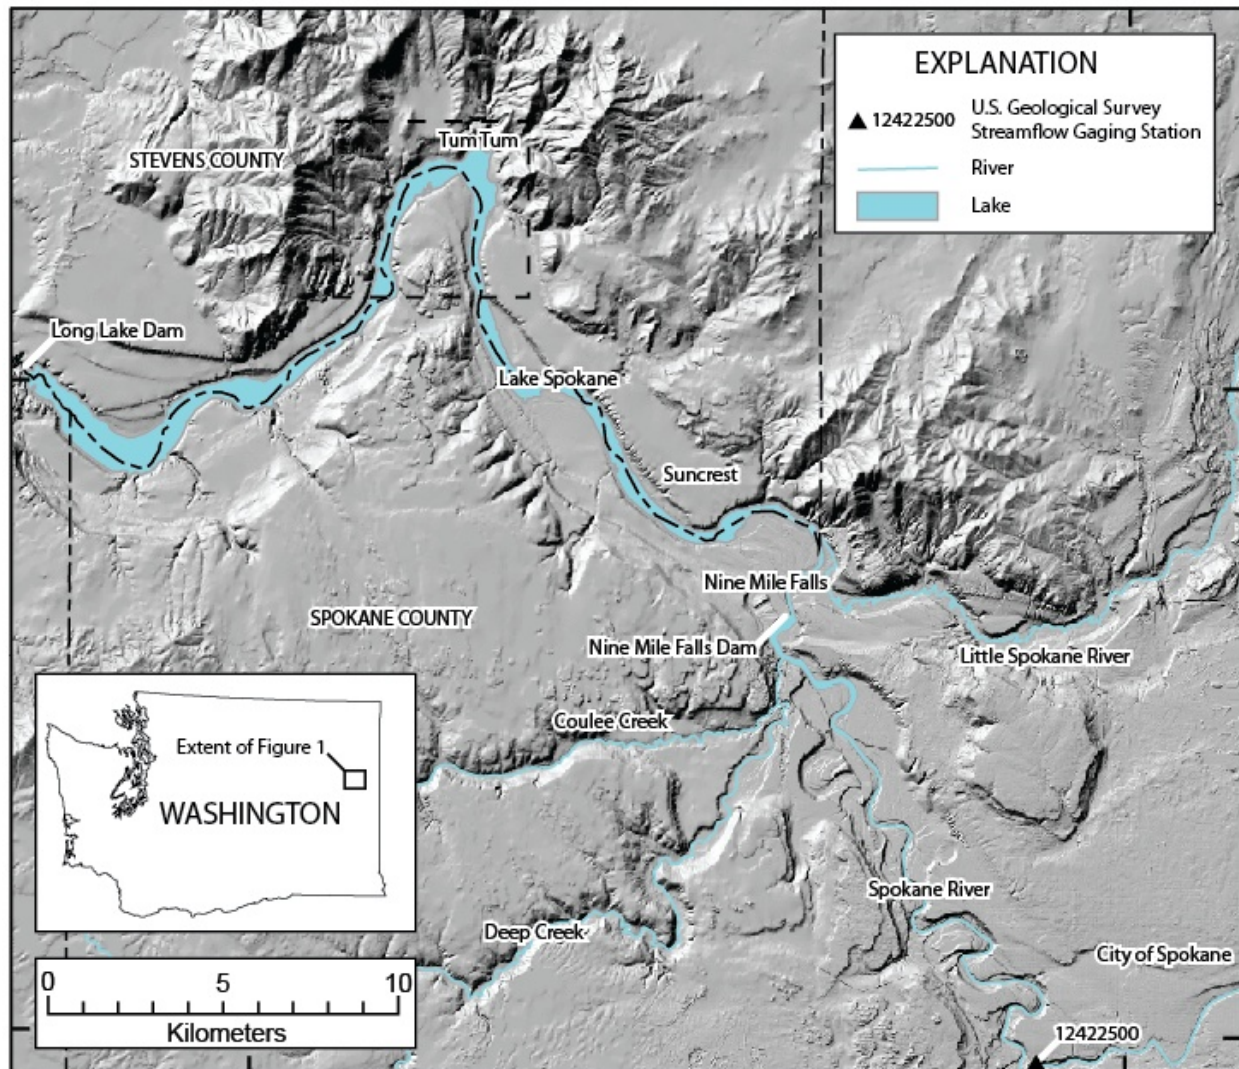 EXPLANATION
12422500 U.S. Geological Survey
Streamflow Gaging Station
River
Lake
Tum Tum
STEVENS COUNTY
Long Lake Dam
Lake Spokane
Suncrest
Nine Mile Falls
SPOKANE COUNTY
Nine Mile Falls Dam
Little Spokane River
Coulee Creek
Extent of Figure 1
WASHINGTON
Spokane River
Deep Creek
City of Spokane
0 5 10
Kilometers
12422500